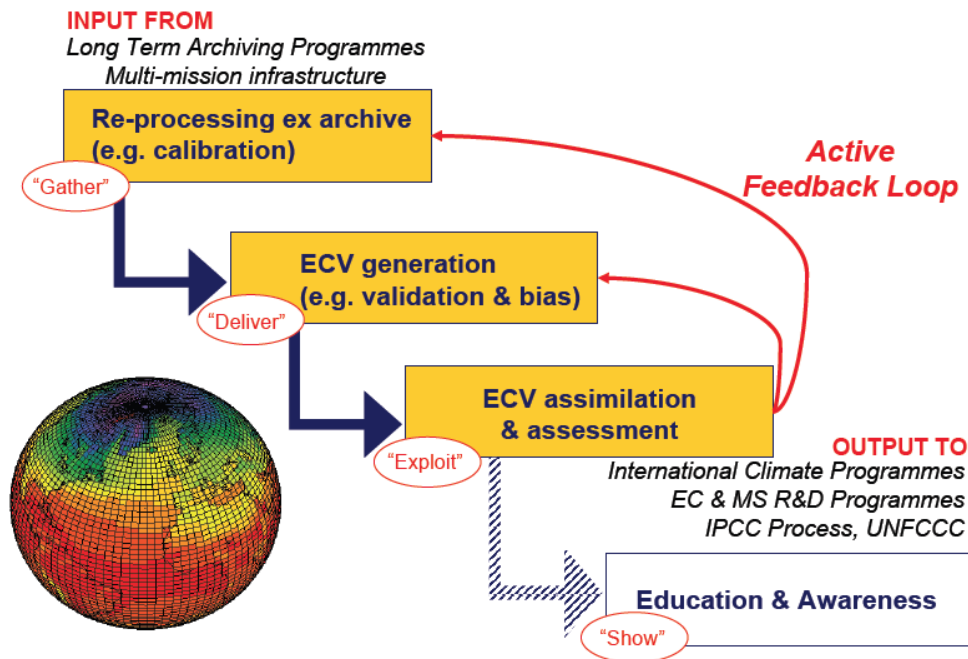 INPUT FROM
Long Term Archiving Programmes
Multi-mission infrastructure
Re-processing ex archive
(e.g. calibration)
“Gather”
Active
Feedback Loop
ECV generation
(e.g. validation & bias)
“Deliver”
ECV assimilation
& assessment
“Exploit”
OUTPUT TO
International Climate Programmes
EC & MS R&D Programmes
IPCC Process, UNFCCC
Education & Awareness
“Show”